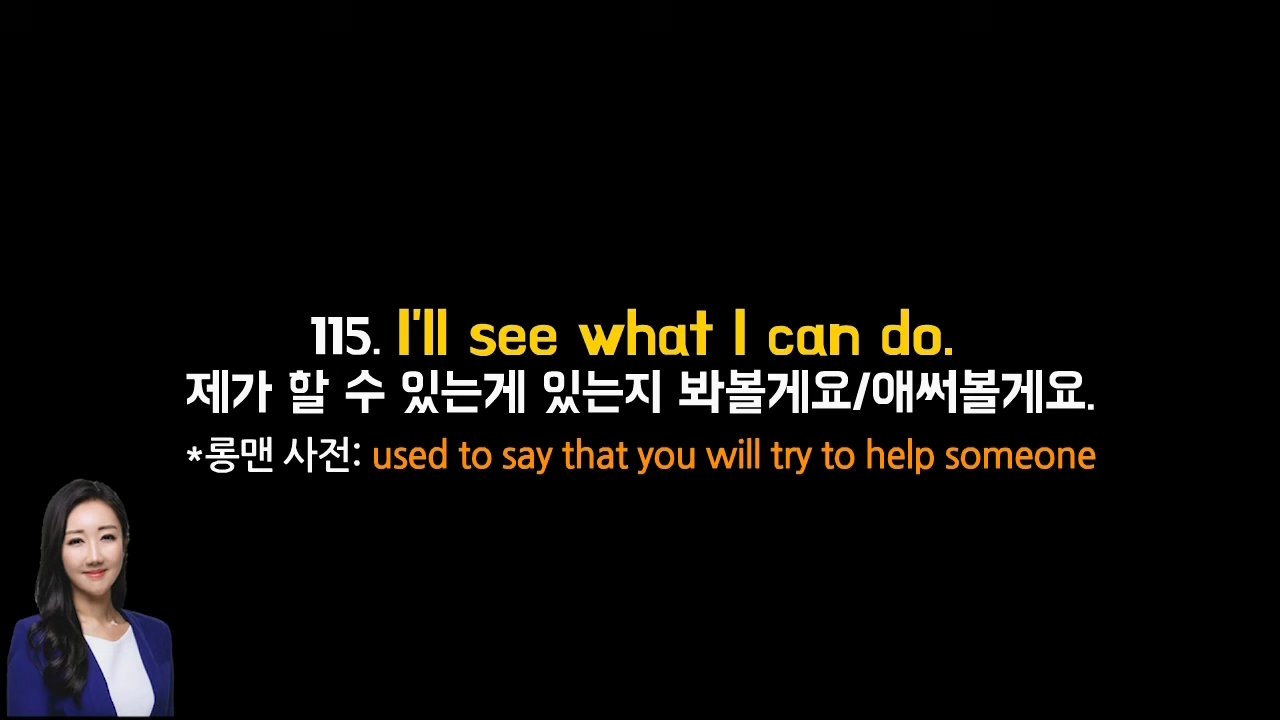 115. I'll see what I can do.
제가 할 수 있는게 있는지 봐볼게요/애써볼게요.
*롱맨 사전: used to say that you will try to help someone